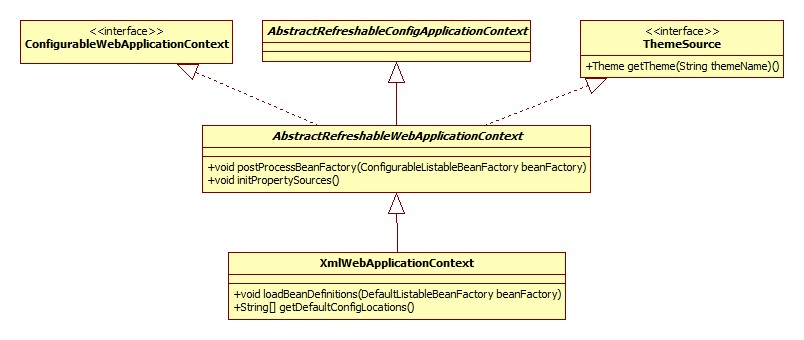 <<interface>>
ConfigurableWebApplicationContext
AbstractRefreshableConfigApplicationContext
<<interface>>
ThemeSource
+Theme getTheme(String themeName)()
AbstractRefreshableWebApplicationContext
+void postProcessBeanFactory(ConfigurableListableBeanFactory beanFactory)
+void initPropertySources()
XmlWebApplicationContext
+void loadBeanDefinitions(DefaultListableBeanFactory beanFactory)
+String[] getDefaultConfigLocations()